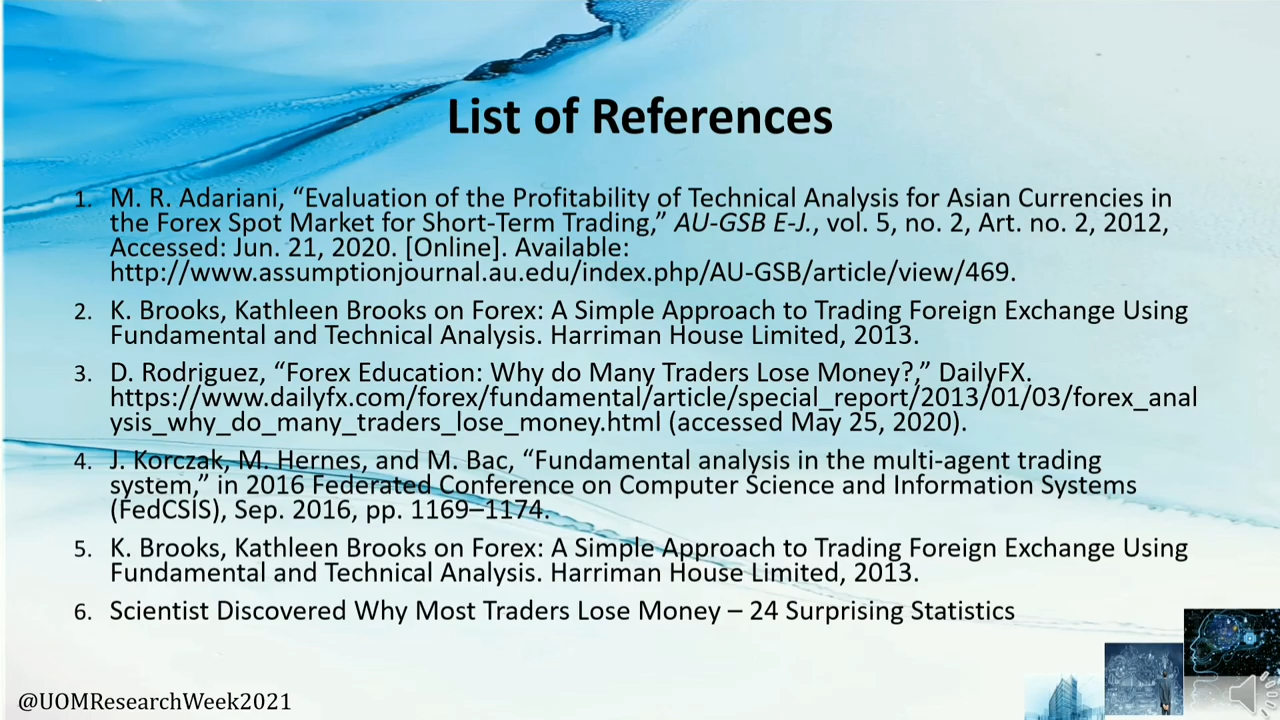 List of References
1. M. R. Adariani, “Evaluation of the Profitability of Technical Analysis for Asian Currencies in
the Forex Spot Market for Short-Term Trading,” AU-GSB E-J., vol. 5, no. 2, Art. no. 2, 2012,
Accessed: Jun. 21, 2020. [Online]. Available:
http://www.assumptionjournal.au.edu/index.php/AU-GSB/article/view/469.
2. K. Brooks, Kathleen Brooks on Forex: A Simple Approach to Trading Foreign Exchange Using
Fundamental and Technical Analysis. Harriman House Limited, 2013.
3. D. Rodriguez, “Forex Education: Why do Many Traders Lose Money?,” DailyFX.
https://www.dailyfx.com/forex/fundamental/article/special_report/2013/01/03/forex_anal
ysis_why_do_many_traders_lose_money.html (accessed May 25, 2020).
4. J. Korczak, M. Hernes, and M. Bac, “Fundamental analysis in the multi-agent trading
system,” in 2016 Federated Conference on Computer Science and Information Systems
(FedCSIS), Sep. 2016, pp. 1169–1174.
5. K. Brooks, Kathleen Brooks on Forex: A Simple Approach to Trading Foreign Exchange Using
Fundamental and Technical Analysis. Harriman House Limited, 2013.
6. Scientist Discovered Why Most Traders Lose Money – 24 Surprising Statistics
@UOMResearchWeek2021